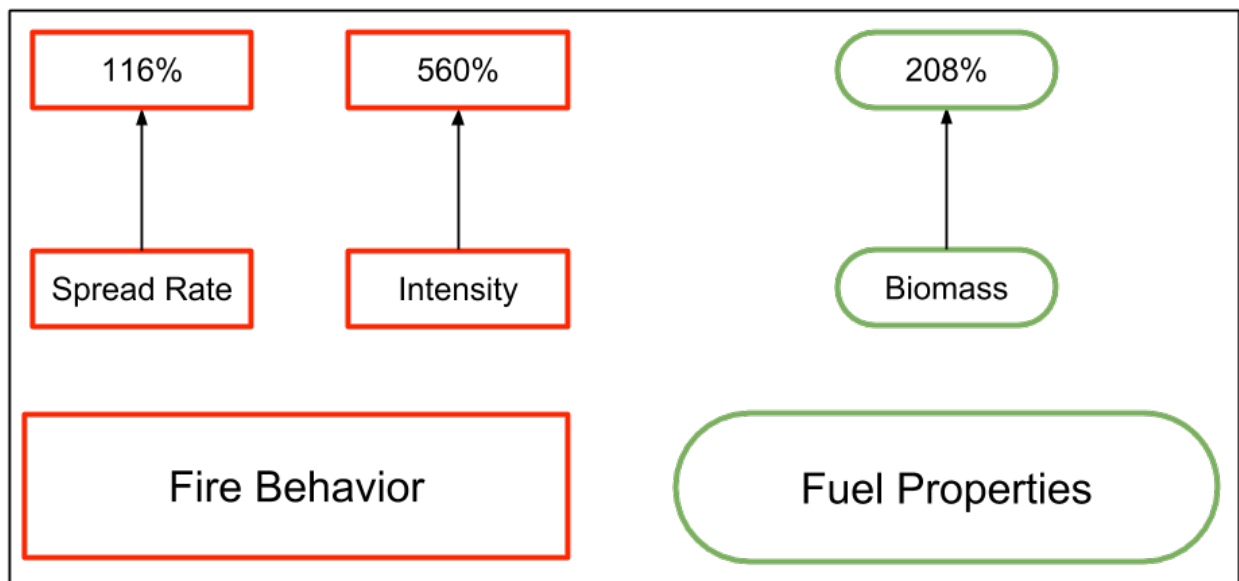 116%
560%
208%
Spread Rate
Intensity
Biomass
Fire Behavior
Fuel Properties